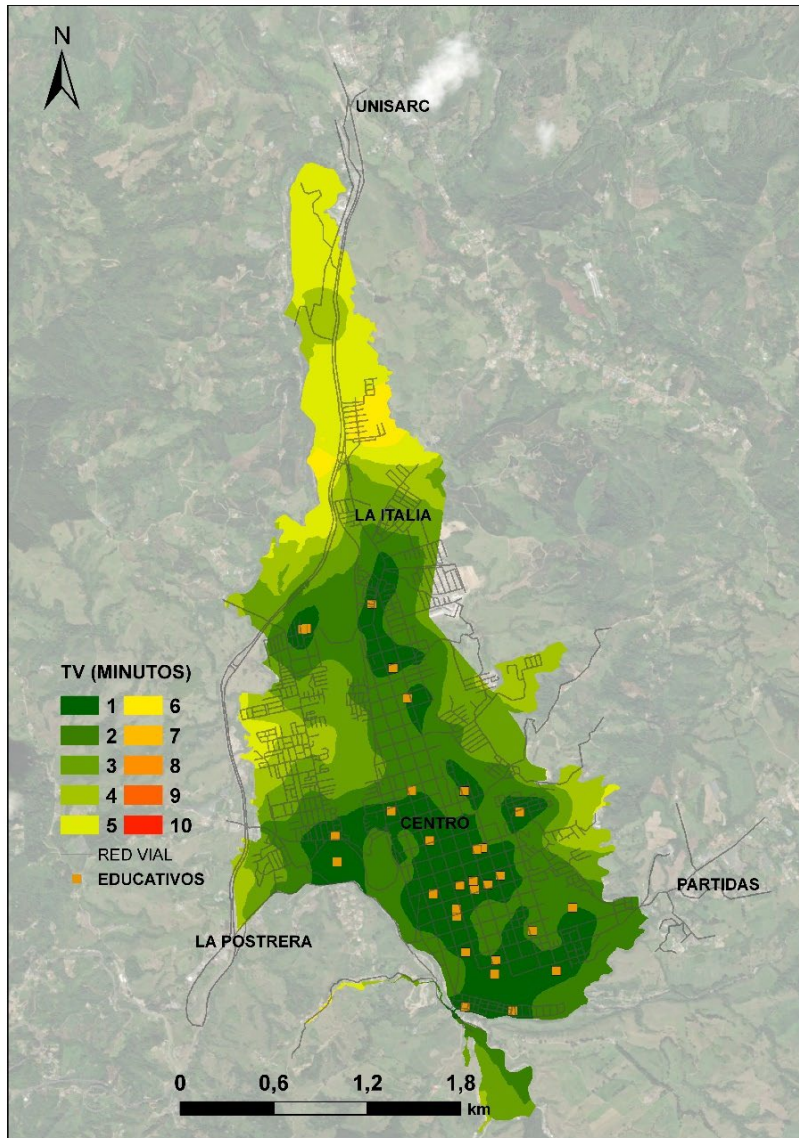 N
UNISARC
LA ITALIA
TV (MINUTOS)
1 6
2 7
3 8
4 9
5 10
RED VIAL
EDUCATIVOS
CENTRO
PARTIDAS
LA POSTRERA
0 0,6 1,2 1,8
km